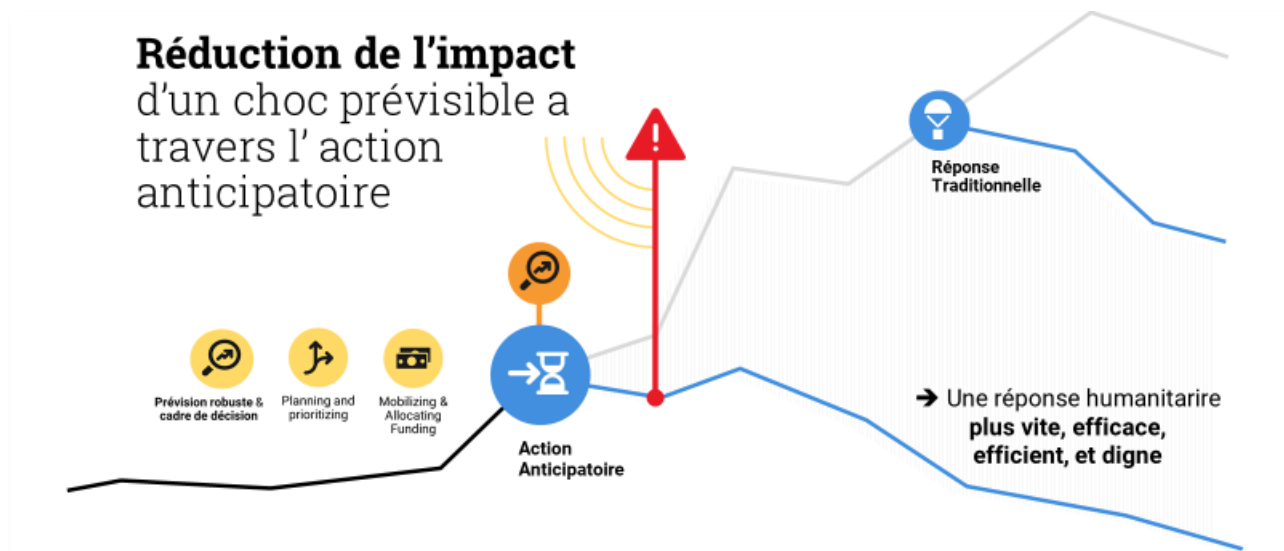 Réduction de l’impact
d’un choc prévisible a
travers l’ action
anticipatoire
Réponse
Traditionnelle
Prévision robuste &
cadre de décision
Planning and
prioritizing
Mobilizing &
Allocating
Funding
Action
Anticipatoire
➔ Une réponse humanitarire
plus vite, efficace,
efficient, et digne